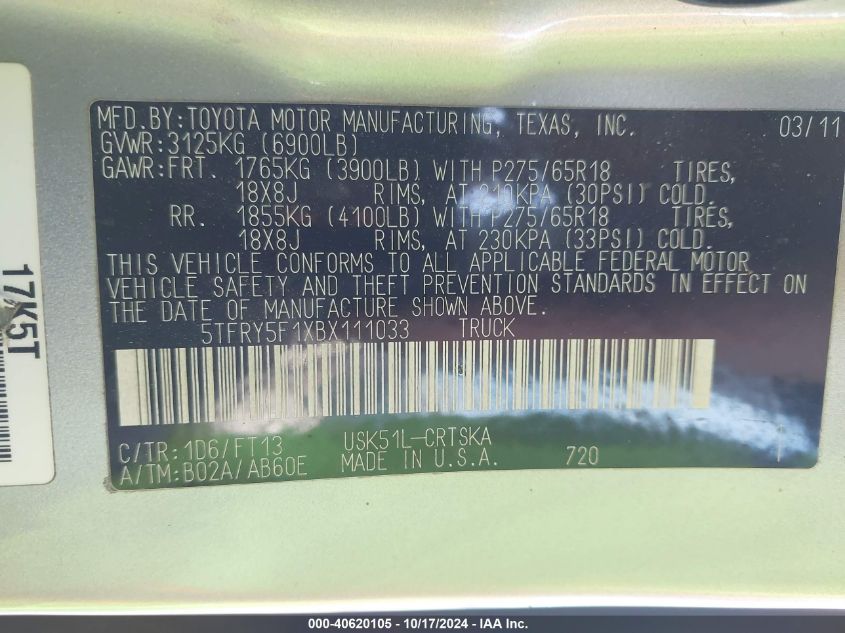 MFD. BY: TOYOTA MOTOR MANUFACTURING, TEXAS, INC. 03/11
GVWR: 3125KG (6900LB)
GAWR: FRT. 1765KG (3900LB) WITH P275/65R18 TIRES,
18X8J RIMS, AT 210KPA (30PSI) COLD.
RR. 1855KG (4100LB) WITH P275/65R18 TIRES,
18X8J RIMS, AT 230KPA (33PSI) COLD.
THIS VEHICLE CONFORMS TO ALL APPLICABLE FEDERAL MOTOR
VEHICLE SAFETY AND THEFT PREVENTION STANDARDS IN EFFECT ON
THE DATE OF MANUFACTURE SHOWN ABOVE.
5TFRY5F1XBX111033 TRUCK
C/TR: 1D6/FT13 USK51L-CRTSKA
A/TM: B02A/AB60E MADE IN U.S.A. 720
17K5T
000-40620105 - 10/17/2024 - IAA Inc.